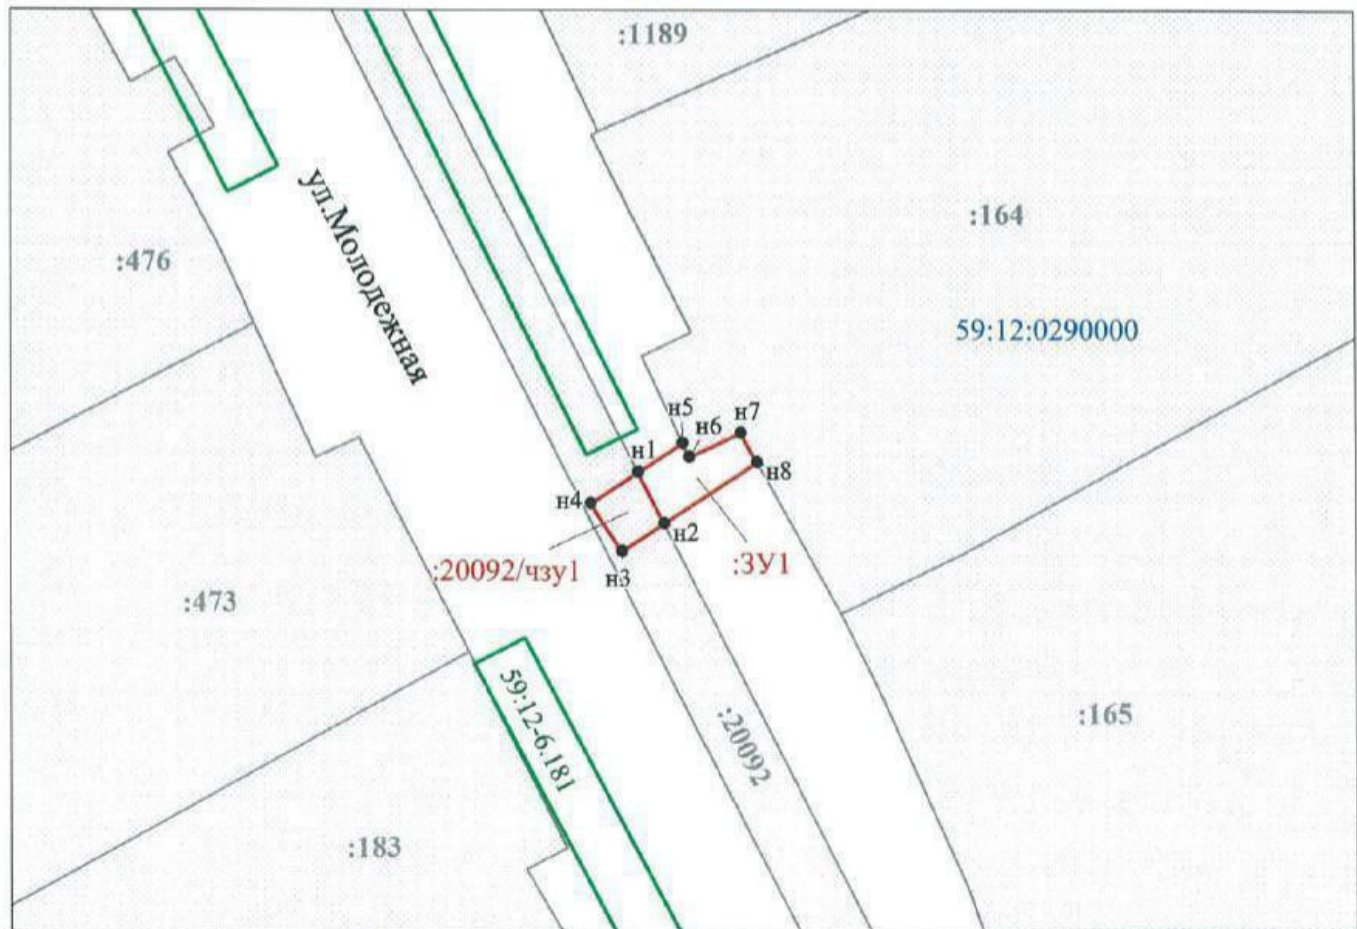 :1189
:164
ул.Молодежная
:476
59:12:0290000
н5
н7
н6
н1
н8
н4
н2
:ЗУ1
:20092/чзу1
н3
:473
59:12-6.181
:20092
:165
:183